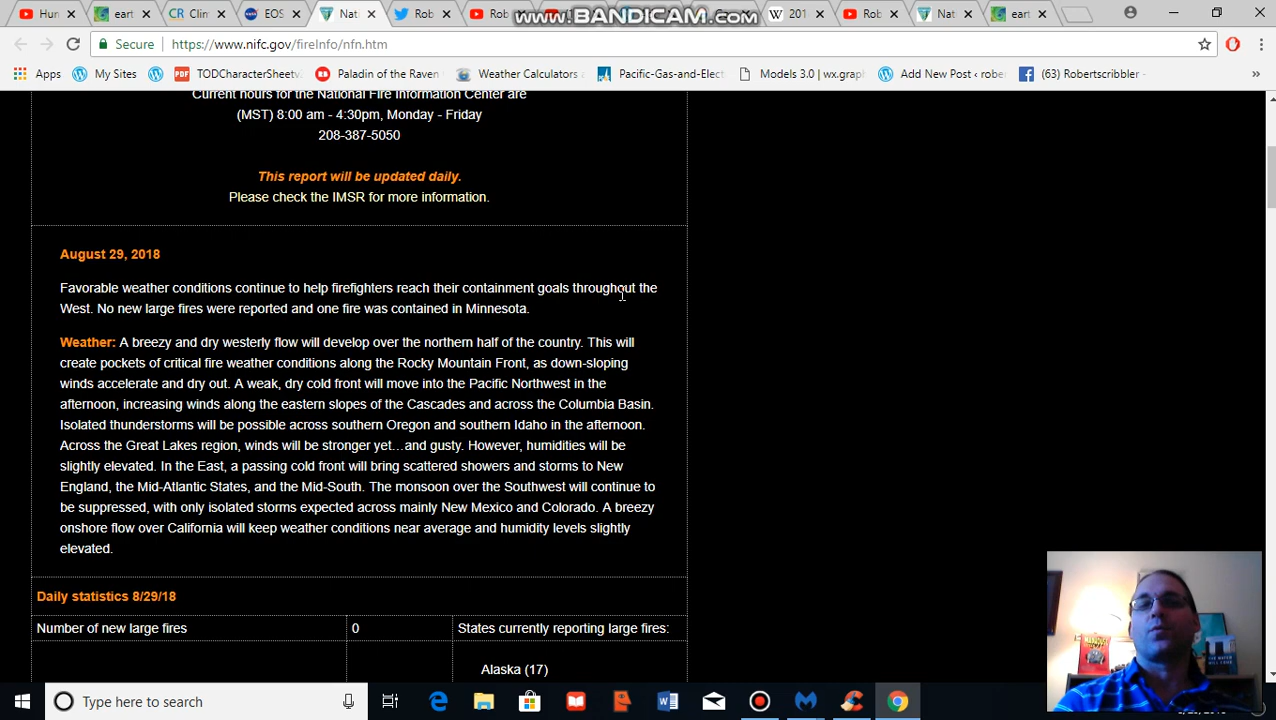 Hur
eart
Clin
EOS
Nati
Rob
Rob
www.BANDICAM.com
W 201
Rob
Nat
eart
Secure
https://www.nifc.gov/fireInfo/nfn.htm
Apps
My Sites
PDF
TODCharacterSheetv
Paladin of the Raven
Weather Calculators
Pacific-Gas-and-Elect
Models 3.0 | wx.grap
Add New Post ‹ robe
(63) Robertscribbler -
»
Current hours for the National Fire Information Center are
(MST) 8:00 am - 4:30pm, Monday - Friday
208-387-5050
This report will be updated daily.
Please check the IMSR for more information.
August 29, 2018
Favorable weather conditions continue to help firefighters reach their containment goals throughout the
West. No new large fires were reported and one fire was contained in Minnesota.
Weather: A breezy and dry westerly flow will develop over the northern half of the country. This will
create pockets of critical fire weather conditions along the Rocky Mountain Front, as down-sloping
winds accelerate and dry out. A weak, dry cold front will move into the Pacific Northwest in the
afternoon, increasing winds along the eastern slopes of the Cascades and across the Columbia Basin.
Isolated thunderstorms will be possible across southern Oregon and southern Idaho in the afternoon.
Across the Great Lakes region, winds will be stronger yet…and gusty. However, humidities will be
slightly elevated. In the East, a passing cold front will bring scattered showers and storms to New
England, the Mid-Atlantic States, and the Mid-South. The monsoon over the Southwest will continue to
be suppressed, with only isolated storms expected across mainly New Mexico and Colorado. A breezy
onshore flow over California will keep weather conditions near average and humidity levels slightly
elevated.
Daily statistics 8/29/18
Number of new large fires
0
States currently reporting large fires:
Alaska (17)
Type here to search